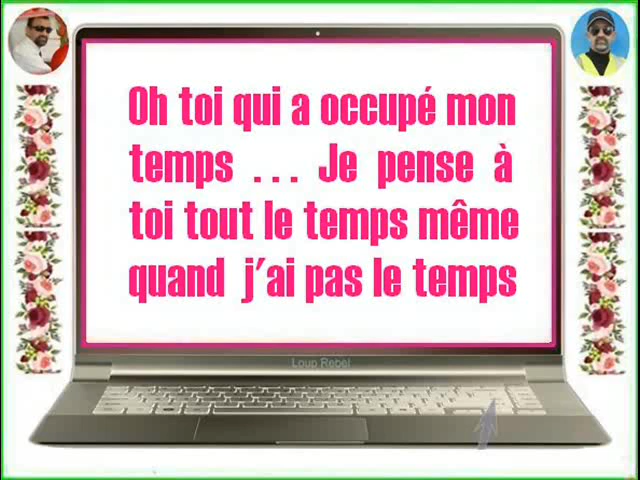 Oh toi qui a occupé mon
temps ... Je pense à
toi tout le temps même
quand j'ai pas le temps
Loup Rebel